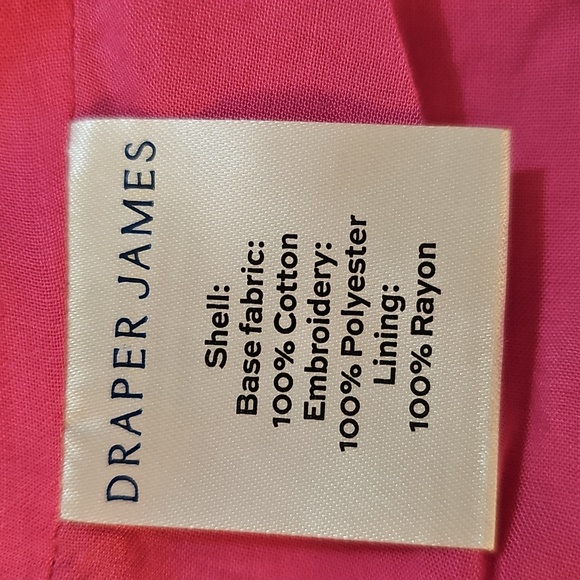 DRAPER JAMES
Shell:
Base fabric:
100% Cotton
Embroidery:
100% Polyester
Lining:
100% Rayon